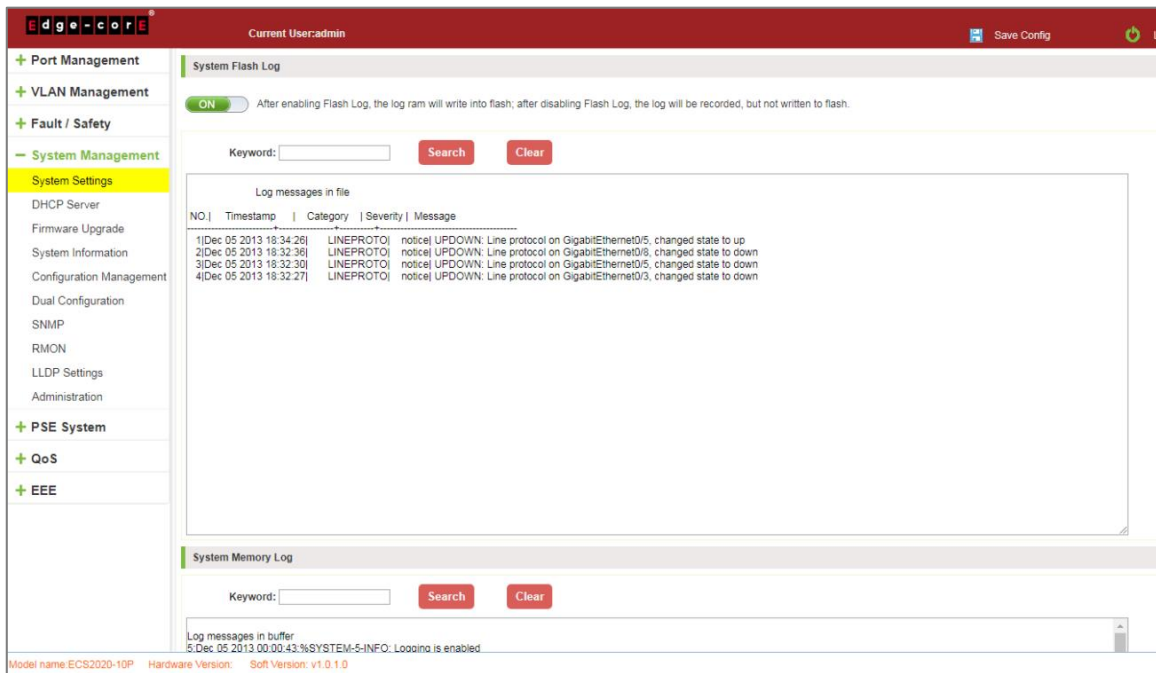 Edge-corE
Current User:admin
Save Config
Port Management
VLAN Management
Fault / Safety
System Management
System Settings
DHCP Server
Firmware Upgrade
System Information
Configuration Management
Dual Configuration
SNMP
RMON
LLDP Settings
Administration
PSE System
QoS
EEE
System Flash Log
ON After enabling Flash Log, the log ram will write into flash; after disabling Flash Log, the log will be recorded, but not written to flash.
Keyword: Search Clear
Log messages in file
NO.| Timestamp | Category | Severity | Message
-------------------------+----------------+----------+----------------------------------------
1|Dec 05 2013 18:34:26| LINEPROTO| notice| UPDOWN: Line protocol on GigabitEthernet0/5, changed state to up
2|Dec 05 2013 18:32:36| LINEPROTO| notice| UPDOWN: Line protocol on GigabitEthernet0/8, changed state to down
3|Dec 05 2013 18:32:30| LINEPROTO| notice| UPDOWN: Line protocol on GigabitEthernet0/5, changed state to down
4|Dec 05 2013 18:32:27| LINEPROTO| notice| UPDOWN: Line protocol on GigabitEthernet0/3, changed state to down
System Memory Log
Keyword: Search Clear
Log messages in buffer
5:Dec 05 2013 00:00:43:%SYSTEM-5-INFO: Logging is enabled
Model name:ECS2020-10P Hardware Version: Soft Version: v1.0.1.0